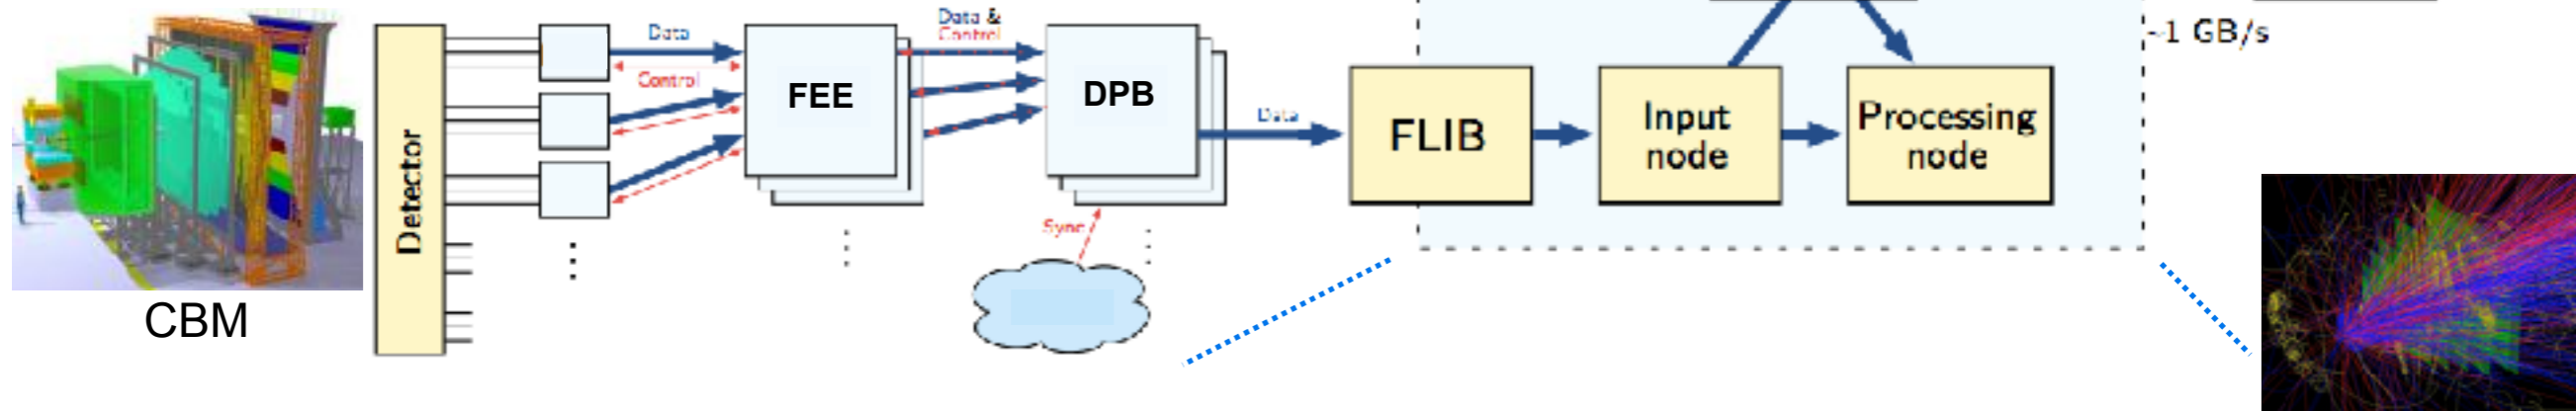 CBM
Detector
Data
Control
FEE
Data &
Control
DPB
Sync
Data
FLIB
Input
node
Processing
node
~1 GB/s